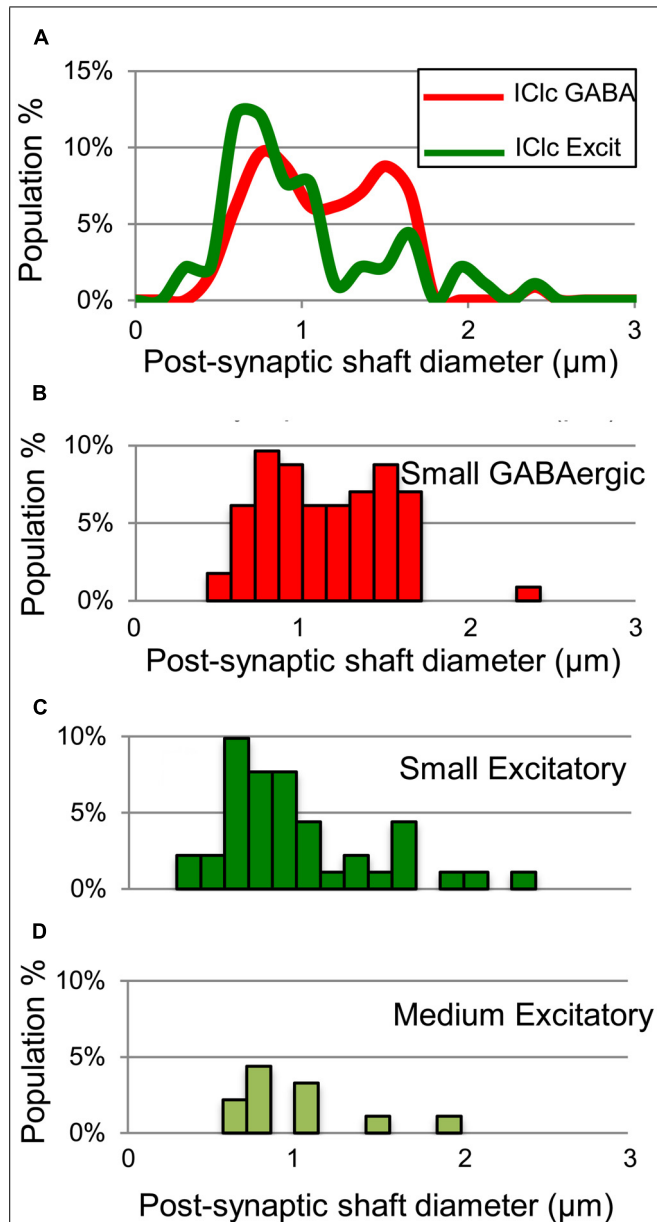 A
Population %
15%
10%
5%
0%
IClc GABA
IClc Excit
0 1 2 3
Post-synaptic shaft diameter (µm)
B
Population %
10%
5%
0%
Small GABAergic
0 1 2 3
Post-synaptic shaft diameter (µm)
C
10%
5%
0%
Small Excitatory
D
Population %
10%
5%
0%
Medium Excitatory
0 1 2 3
Post-synaptic shaft diameter (µm)